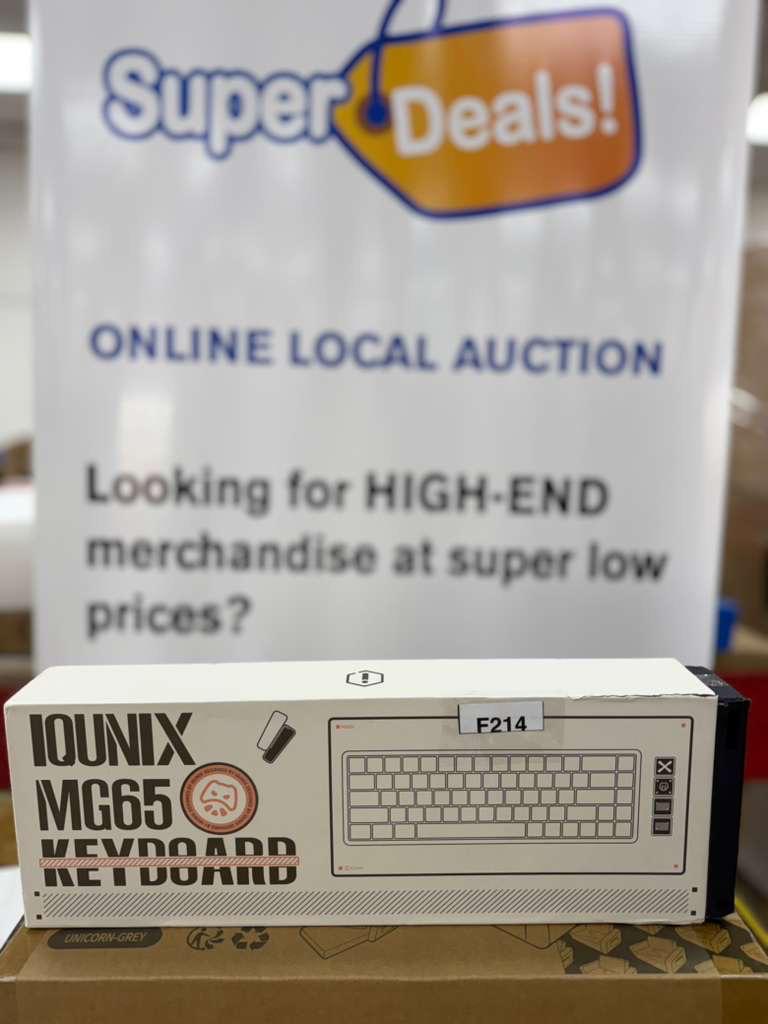 Super Deals!
ONLINE LOCAL AUCTION
Looking for HIGH-END
merchandise at super low
prices?
IQUNIX
MG65
KEYBOARD
F214
UNICORN-GREY